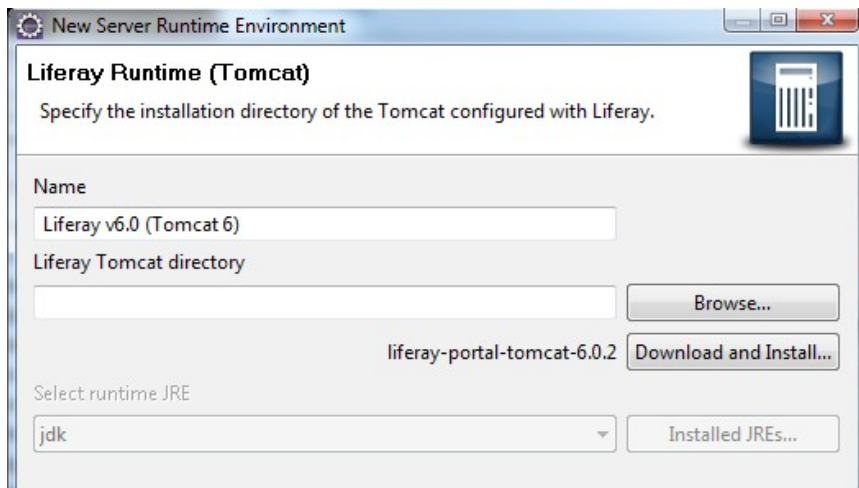 New Server Runtime Environment
Liferay Runtime (Tomcat)
Specify the installation directory of the Tomcat configured with Liferay.
Name
Liferay v6.0 (Tomcat 6)
Liferay Tomcat directory
Browse...
liferay-portal-tomcat-6.0.2 Download and Install...
Select runtime JRE
jdk Installed JREs...